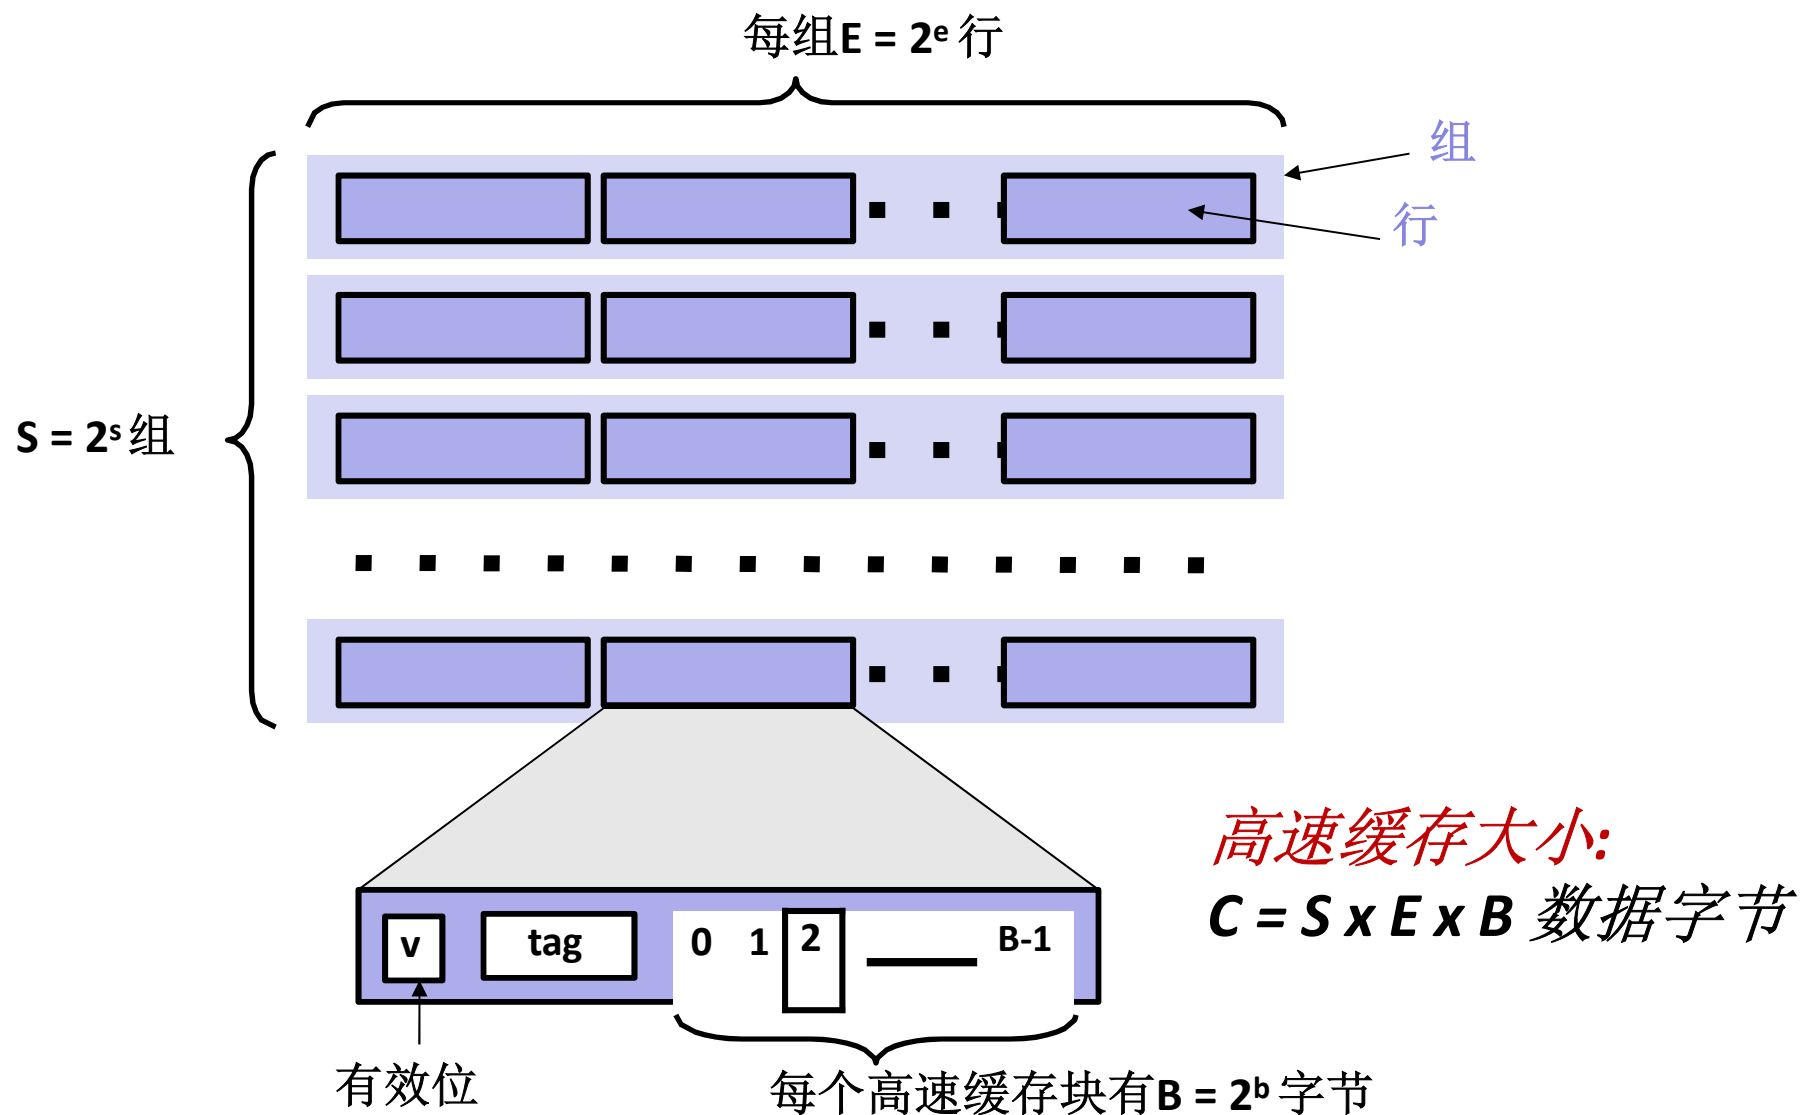 每组E = 2ᵉ 行
组
行
S = 2ˢ 组
高速缓存大小:
C = S x E x B 数据字节
v tag 0 1 2 B-1
有效位
每个高速缓存块有B = 2ᵇ 字节